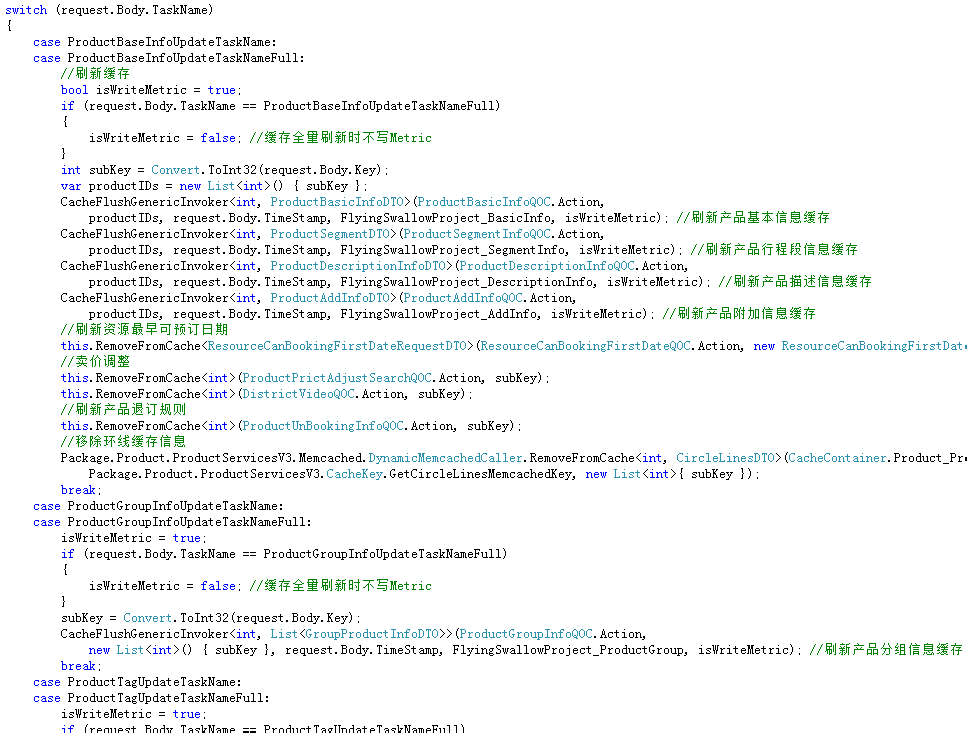 switch (request.Body.TaskName)
{
case ProductBaseInfoUpdateTaskName:
case ProductBaseInfoUpdateTaskNameFull:
//刷新缓存
bool isWriteMetric = true;
if (request.Body.TaskName == ProductBaseInfoUpdateTaskNameFull)
{
isWriteMetric = false; //缓存全量刷新时不写Metric
}
int subKey = Convert.ToInt32(request.Body.Key);
var productIDs = new List<int>() { subKey };
CacheFlushGenericInvoker<int, ProductBasicInfoDTO>(ProductBasicInfoQOC.Action,
productIDs, request.Body.TimeStamp, FlyingSwallowProject_BasicInfo, isWriteMetric); //刷新产品基本信息缓存
CacheFlushGenericInvoker<int, ProductSegmentDTO>(ProductSegmentInfoQOC.Action,
productIDs, request.Body.TimeStamp, FlyingSwallowProject_SegmentInfo, isWriteMetric); //刷新产品行程段信息缓存
CacheFlushGenericInvoker<int, ProductDescriptionInfoDTO>(ProductDescriptionInfoQOC.Action,
productIDs, request.Body.TimeStamp, FlyingSwallowProject_DescriptionInfo, isWriteMetric); //刷新产品描述信息缓存
CacheFlushGenericInvoker<int, ProductAddInfoDTO>(ProductAddInfoQOC.Action,
productIDs, request.Body.TimeStamp, FlyingSwallowProject_AddInfo, isWriteMetric); //刷新产品附加信息缓存
//刷新资源最早可预订日期
this.RemoveFromCache<ResourceCanBookingFirstDateRequestDTO>(ResourceCanBookingFirstDateQOC.Action, new ResourceCanBookingFirstDat
//卖价调整
this.RemoveFromCache<int>(ProductPrictAdjustSearchQOC.Action, subKey);
this.RemoveFromCache<int>(DistrictVideoQOC.Action, subKey);
//刷新产品退订规则
this.RemoveFromCache<int>(ProductUnBookingInfoQOC.Action, subKey);
//移除环线缓存信息
Package.Product.ProductServicesV3.Memcached.DynamicMemcachedCaller.RemoveFromCache<int, CircleLinesDTO>(CacheContainer.Product_Pr
Package.Product.ProductServicesV3.CacheKey.GetCircleLinesMemcachedKey, new List<int>{ subKey });
break;
case ProductGroupInfoUpdateTaskName:
case ProductGroupInfoUpdateTaskNameFull:
isWriteMetric = true;
if (request.Body.TaskName == ProductGroupInfoUpdateTaskNameFull)
{
isWriteMetric = false; //缓存全量刷新时不写Metric
}
subKey = Convert.ToInt32(request.Body.Key);
CacheFlushGenericInvoker<int, List<GroupProductInfoDTO>>(ProductGroupInfoQOC.Action,
new List<int>() { subKey }, request.Body.TimeStamp, FlyingSwallowProject_ProductGroup, isWriteMetric); //刷新产品分组信息缓存
break;
case ProductTagUpdateTaskName:
case ProductTagUpdateTaskNameFull:
isWriteMetric = true;
if (request.Body.TaskName == ProductTagUpdateTaskNameFull)